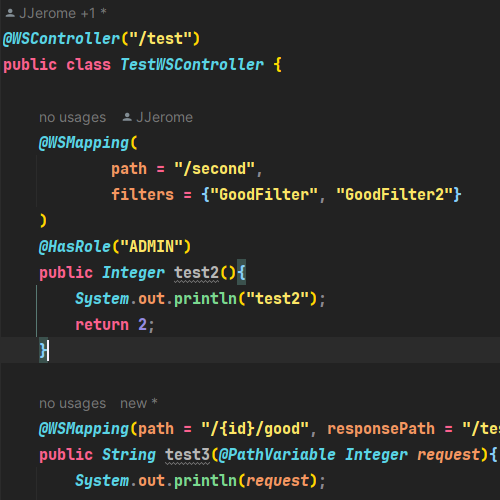 JJerome +1 *
@WSController("/test")
public class TestWSController {
no usages JJerome
@WSMapping(
path = "/second",
filters = {"GoodFilter", "GoodFilter2"}
)
@HasRole("ADMIN")
public Integer test2(){
System.out.println("test2");
return 2;
}
no usages new *
@WSMapping(path = "/{id}/good", responsePath = "/tes
public String test3(@PathVariable Integer request){
System.out.println(request);